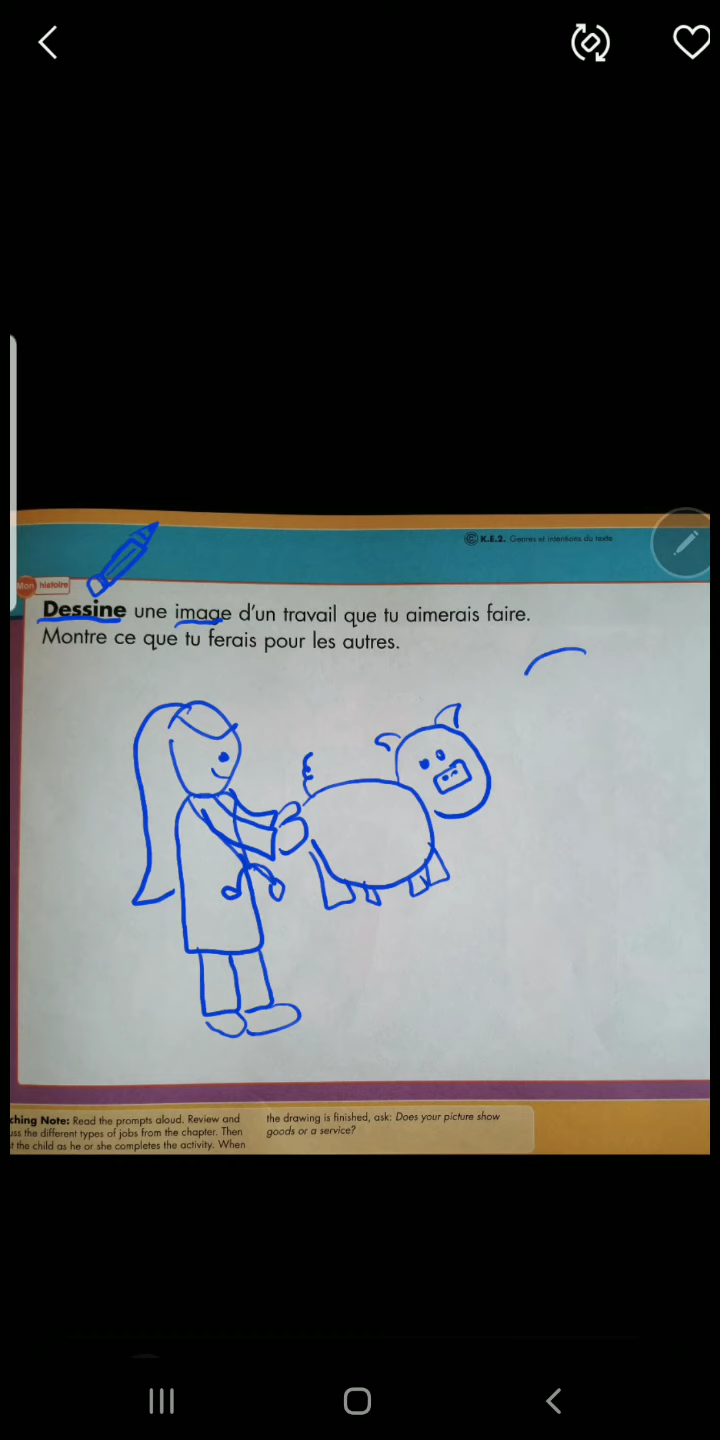 K.E.2. Genres et intentions du texte
Mon histoire
Dessine une image d'un travail que tu aimerais faire.
Montre ce que tu ferais pour les autres.
ching Note: Read the prompts aloud. Review and
uss the different types of jobs from the chapter. Then
t the child as he or she completes the activity. When
the drawing is finished, ask: Does your picture show
goods or a service?